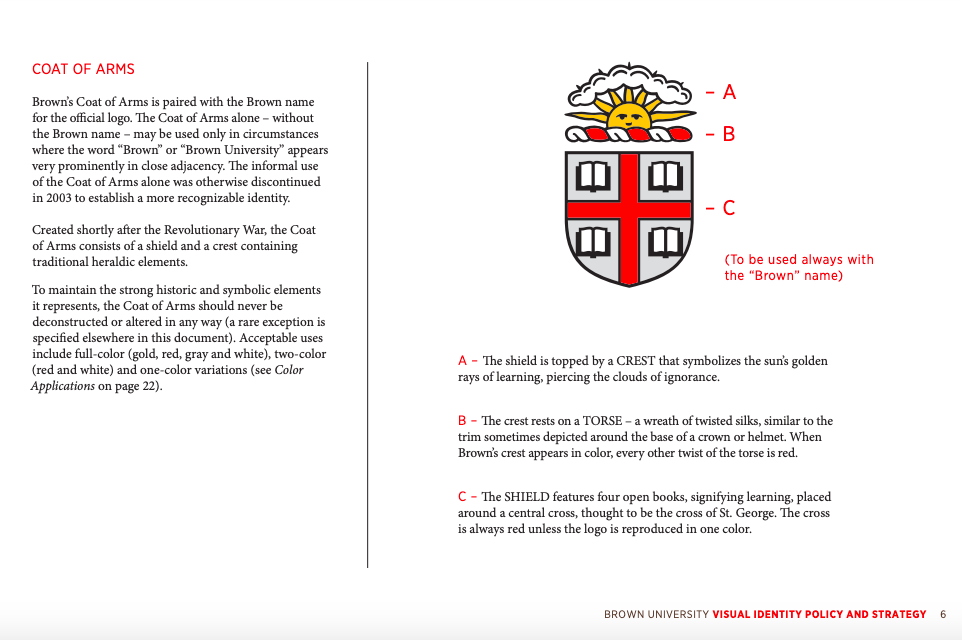 COAT OF ARMS
Brown’s Coat of Arms is paired with the Brown name
for the official logo. The Coat of Arms alone – without
the Brown name – may be used only in circumstances
where the word “Brown” or “Brown University” appears
very prominently in close adjacency. The informal use
of the Coat of Arms alone was otherwise discontinued
in 2003 to establish a more recognizable identity.
Created shortly after the Revolutionary War, the Coat
of Arms consists of a shield and a crest containing
traditional heraldic elements.
To maintain the strong historic and symbolic elements
it represents, the Coat of Arms should never be
deconstructed or altered in any way (a rare exception is
specified elsewhere in this document). Acceptable uses
include full-color (gold, red, gray and white), two-color
(red and white) and one-color variations (see Color
Applications on page 22).
– A
– B
– C
(To be used always with
the “Brown” name)
A – The shield is topped by a CREST that symbolizes the sun’s golden
rays of learning, piercing the clouds of ignorance.
B – The crest rests on a TORSE – a wreath of twisted silks, similar to the
trim sometimes depicted around the base of a crown or helmet. When
Brown’s crest appears in color, every other twist of the torse is red.
C – The SHIELD features four open books, signifying learning, placed
around a central cross, thought to be the cross of St. George. The cross
is always red unless the logo is reproduced in one color.
BROWN UNIVERSITY VISUAL IDENTITY POLICY AND STRATEGY 6